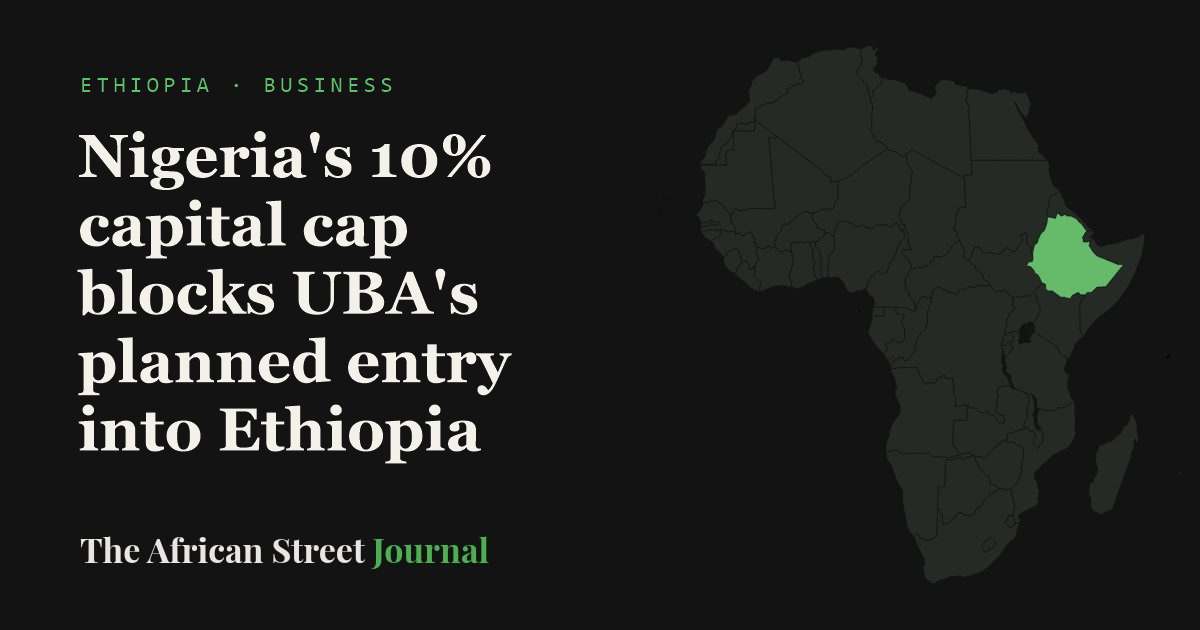 ETHIOPIA · BUSINESS
Nigeria's 10%
capital cap
blocks UBA's
planned entry
into Ethiopia
The African Street Journal